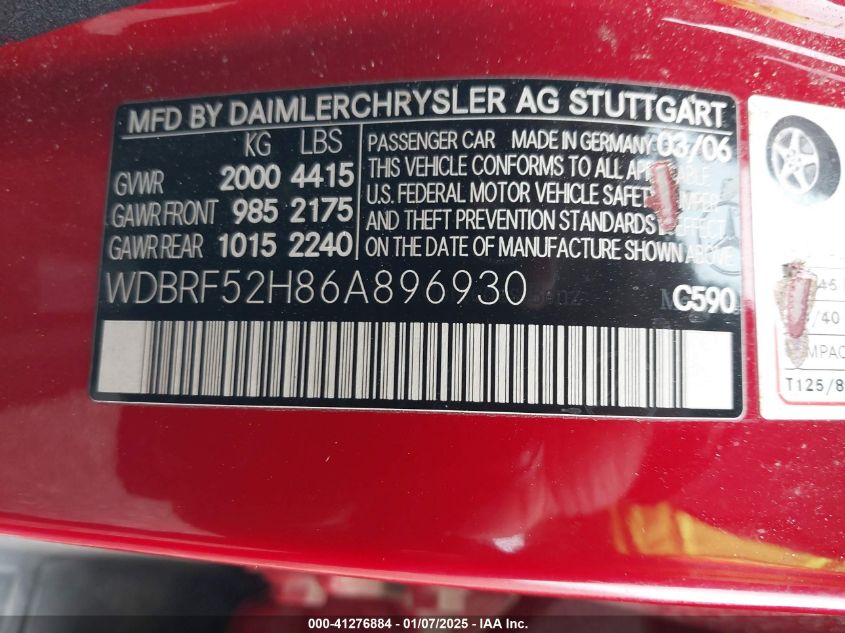 MFD BY DAIMLERCHRYSLER AG STUTTGART
KG LBS
GVWR 2000 4415
GAWR FRONT 985 2175
GAWR REAR 1015 2240
PASSENGER CAR MADE IN GERMANY 03/06
THIS VEHICLE CONFORMS TO ALL
U.S. FEDERAL MOTOR VEHICLE
AND THEFT PREVENTION STANDARDS
ON THE DATE OF MANUFACTURE SHOWN ABOVE
WDBRF52H86A896930
C590
/40
T125/8
000-41276884 - 01/07/2025 - IAA Inc.